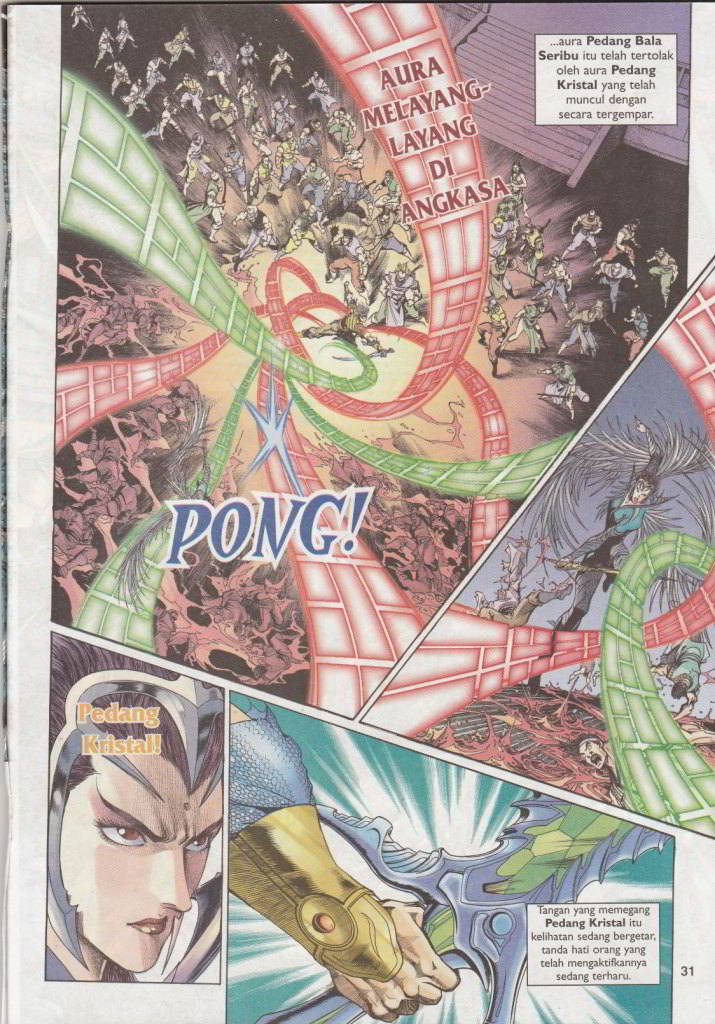 ...aura Pedang Bala
Seribu itu telah tertolak
oleh aura Pedang
Kristal yang telah
muncul dengan
secara tergempar.
AURA
MELAYANG-
LAYANG
DI
ANGKASA
PONG!
Pedang
Kristal!
Tangan yang memegang
Pedang Kristal itu
kelihatan sedang bergetar,
tanda hati orang yang
telah mengaktifkannya
sedang terharu.
31